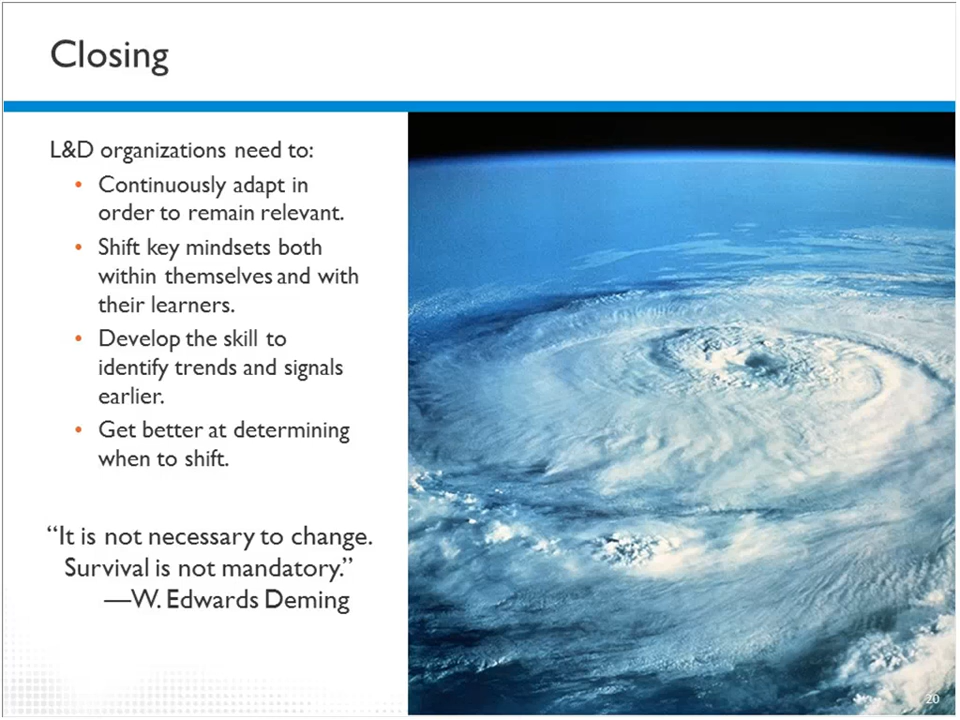 Closing
L&D organizations need to:
• Continuously adapt in
order to remain relevant.
• Shift key mindsets both
within themselves and with
their learners.
• Develop the skill to
identify trends and signals
earlier.
• Get better at determining
when to shift.
“It is not necessary to change.
Survival is not mandatory.”
—W. Edwards Deming
20